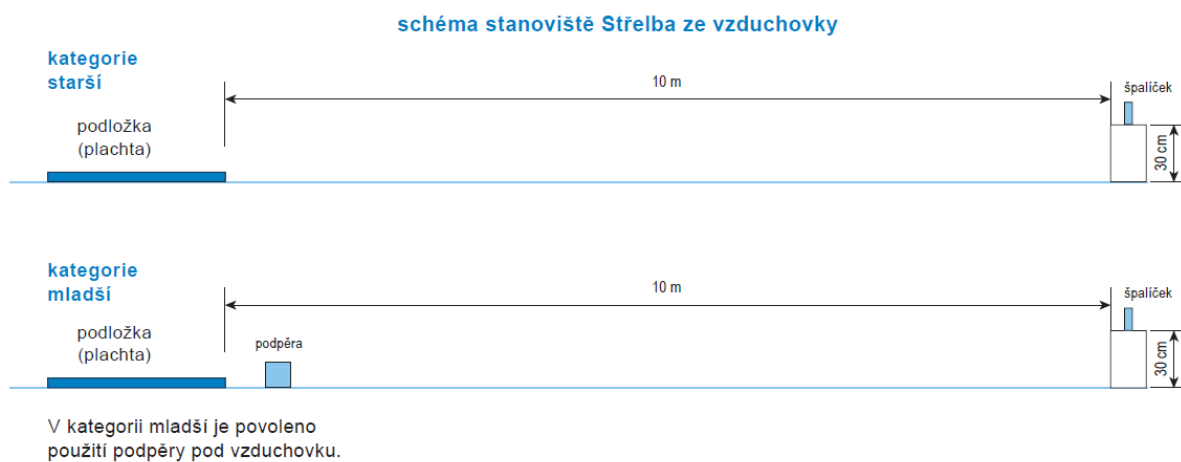 schéma stanoviště Střelba ze vzduchovky
kategorie
starší
10 m
špalíček
podložka
(plachta)
30 cm
kategorie
mladší
10 m
špalíček
podložka
(plachta)
podpěra
30 cm
V kategorii mladší je povoleno
použití podpěry pod vzduchovku.